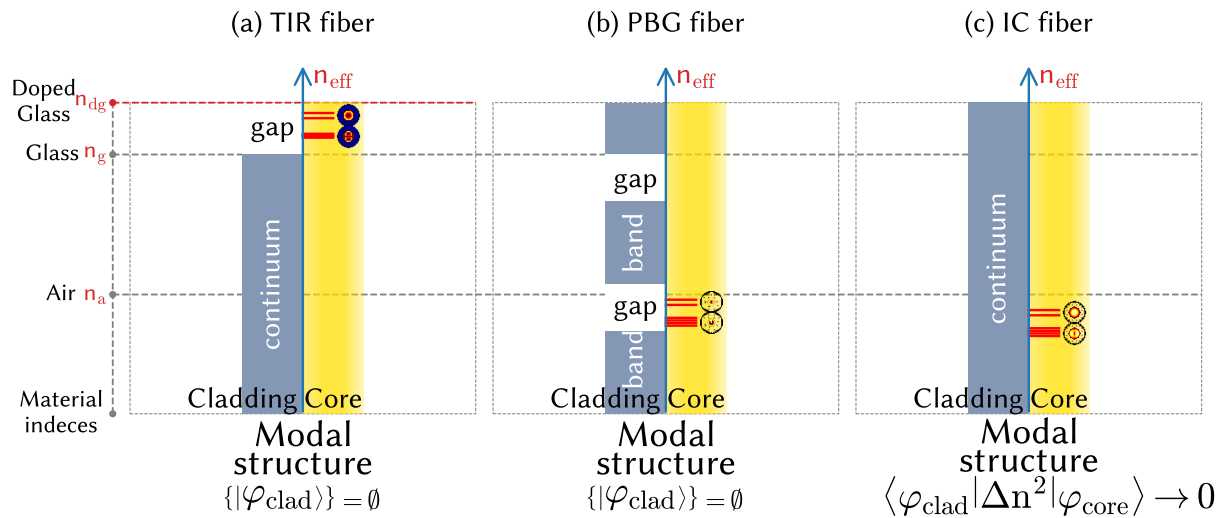 (a) TIR fiber
(b) PBG fiber
(c) IC fiber
n_eff
n_eff
n_eff
Doped
Glass n_dg
gap
Glass n_g
gap
continuum
band
continuum
Air n_a
gap
band
Material
indeces
Cladding Core
Cladding Core
Cladding Core
Modal
structure
{|φ_clad⟩} = ∅
Modal
structure
{|φ_clad⟩} = ∅
Modal
structure
⟨φ_clad|Δn²|φ_core⟩ → 0